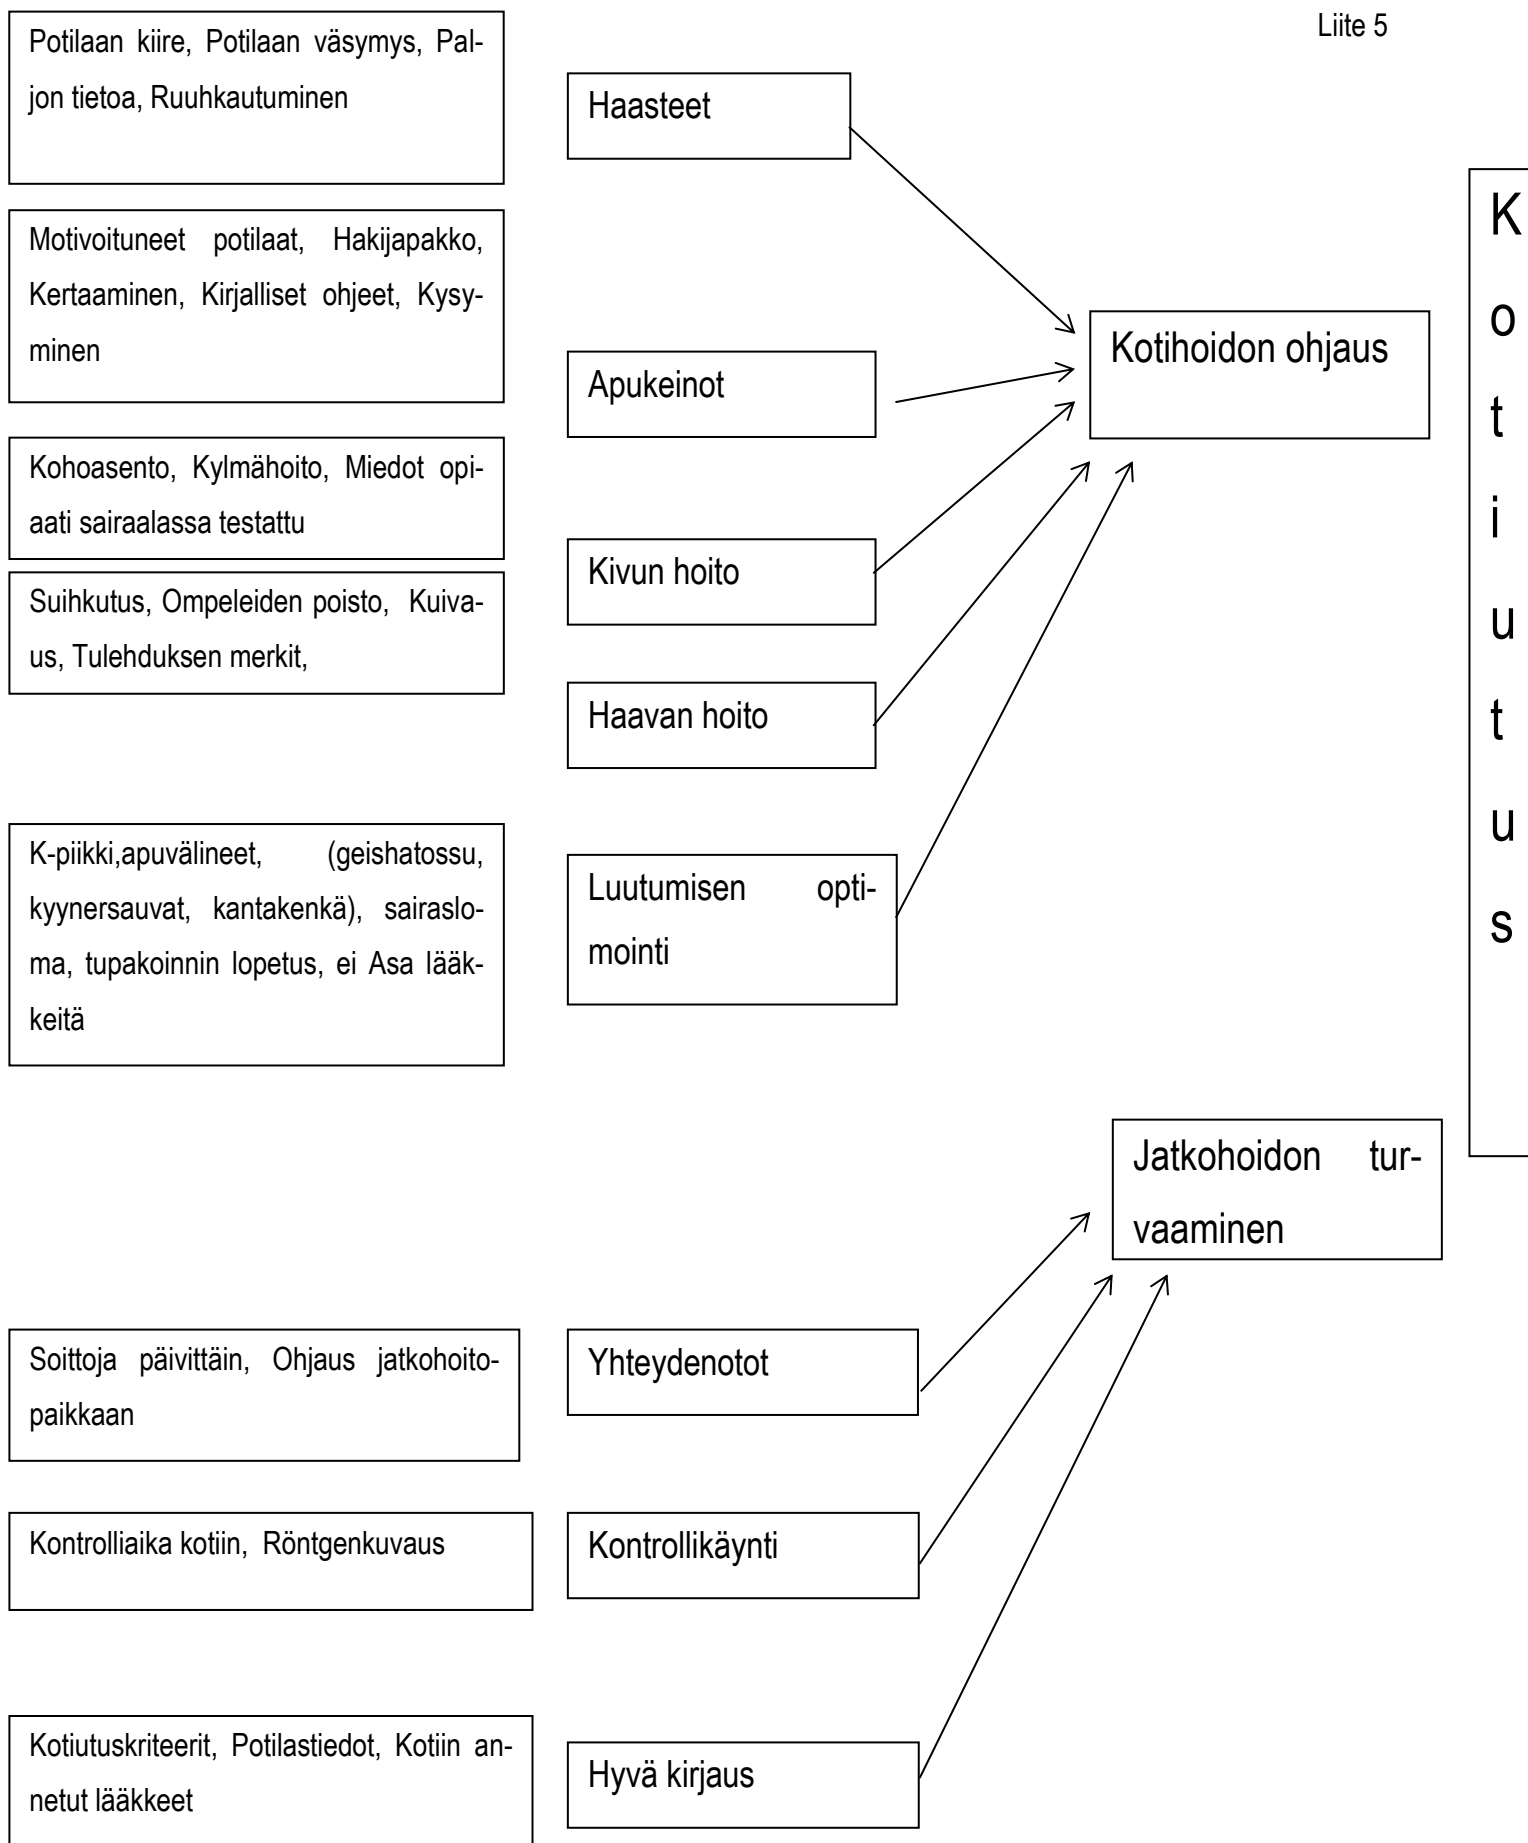 Liite 5
Potilaan kiire, Potilaan väsymys, Pal-
jon tietoa, Ruuhkautuminen
Haasteet
Motivoituneet potilaat, Hakijapakko,
Kertaaminen, Kirjalliset ohjeet, Kysy-
minen
Apukeinot
Kotihoidon ohjaus
Kohoasento, Kylmähoito, Miedot opi-
aati sairaalassa testattu
Kivun hoito
Suihkutus, Ompeleiden poisto, Kuiva-
us, Tulehduksen merkit,
Haavan hoito
K-piikki,apuvälineet, (geishatossu,
kyynersauvat, kantakenkä), sairaslo-
ma, tupakoinnin lopetus, ei Asa lääk-
keitä
Luutumisen opti-
mointi
Jatkohoidon tur-
vaaminen
Soittoja päivittäin, Ohjaus jatkohoito-
paikkaan
Yhteydenotot
Kontrolliaika kotiin, Röntgenkuvaus
Kontrollikäynti
Kotiutuskriteerit, Potilastiedot, Kotiin an-
netut lääkkeet
Hyvä kirjaus
K
o
t
i
u
t
u
s